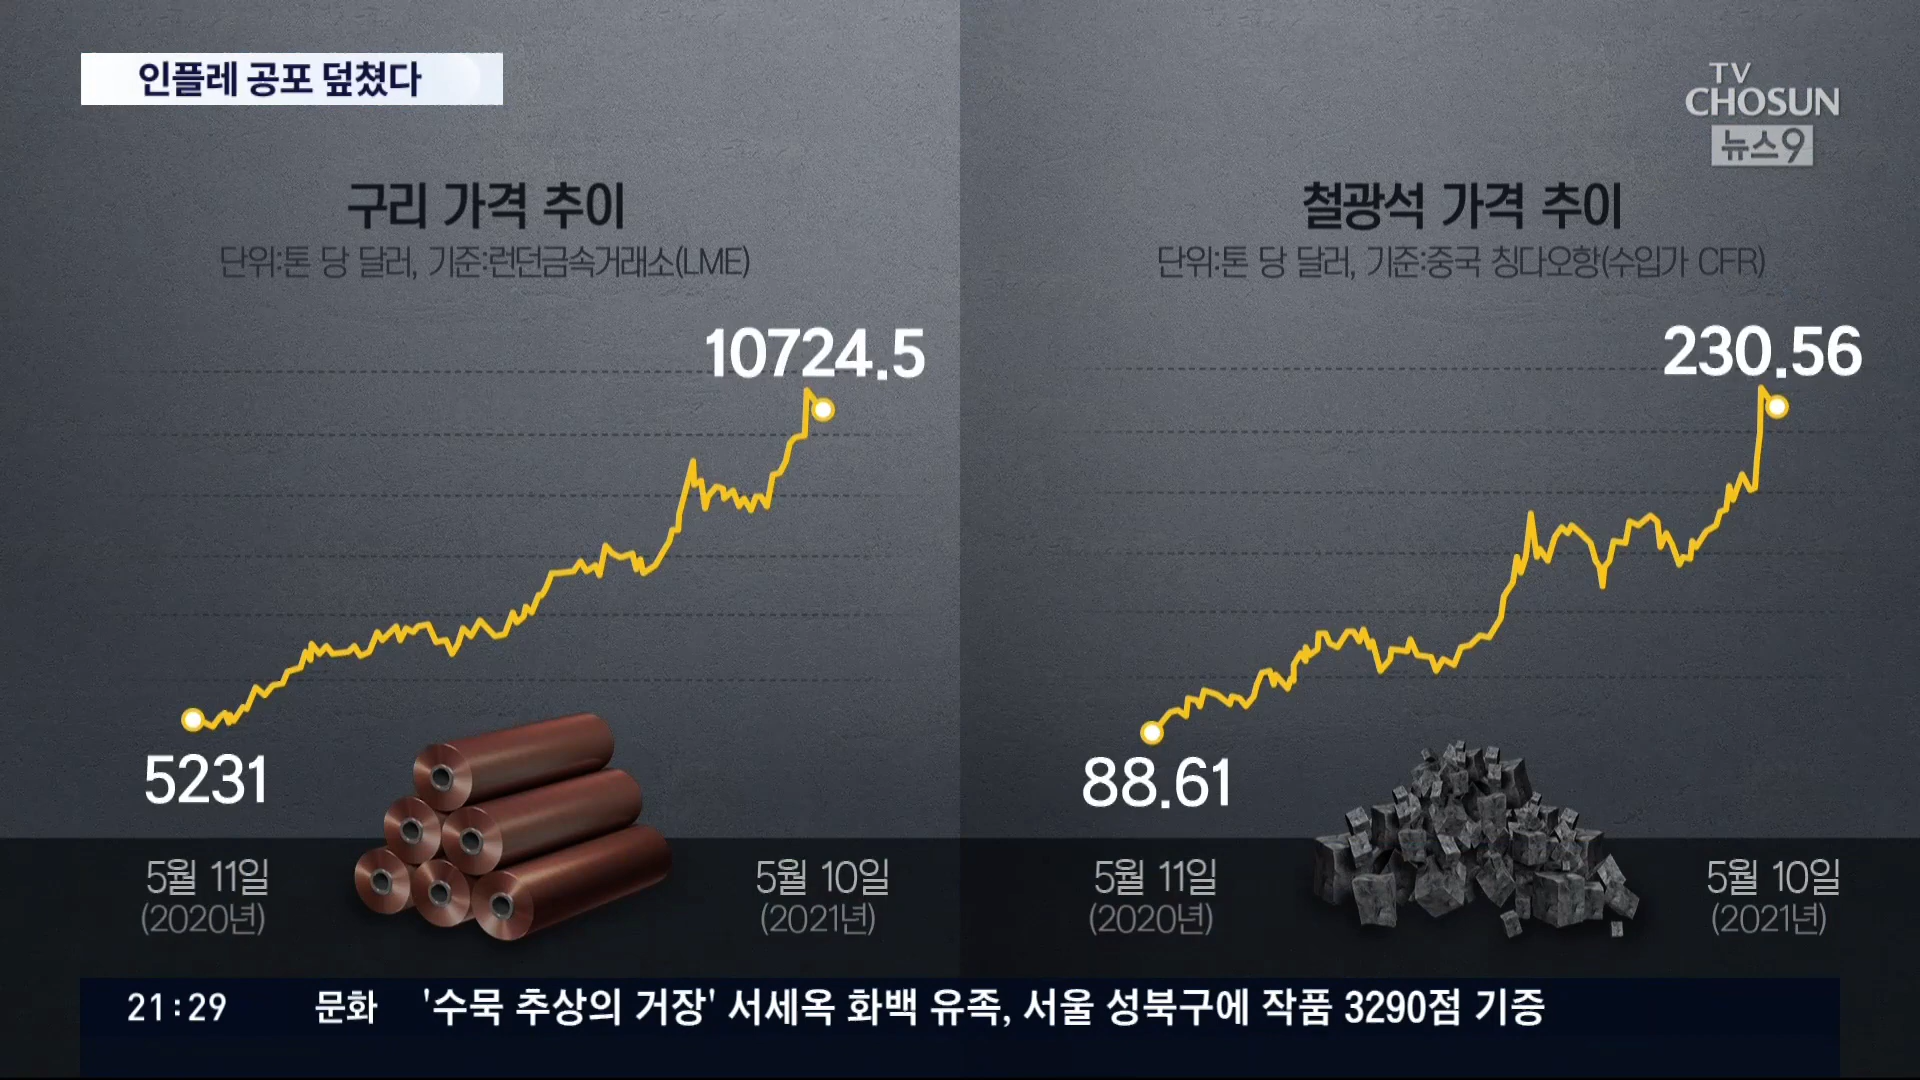 인플레 공포 덮쳤다
TV
CHOSUN
뉴스9
구리 가격 추이
단위:톤 당 달러, 기준:런던금속거래소(LME)
10724.5
5231
5월 11일
(2020년)
5월 10일
(2021년)
철광석 가격 추이
단위:톤 당 달러, 기준:중국 칭다오항(수입가 CFR)
230.56
88.61
5월 11일
(2020년)
5월 10일
(2021년)
21:29 문화 '수묵 추상의 거장' 서세옥 화백 유족, 서울 성북구에 작품 3290점 기증